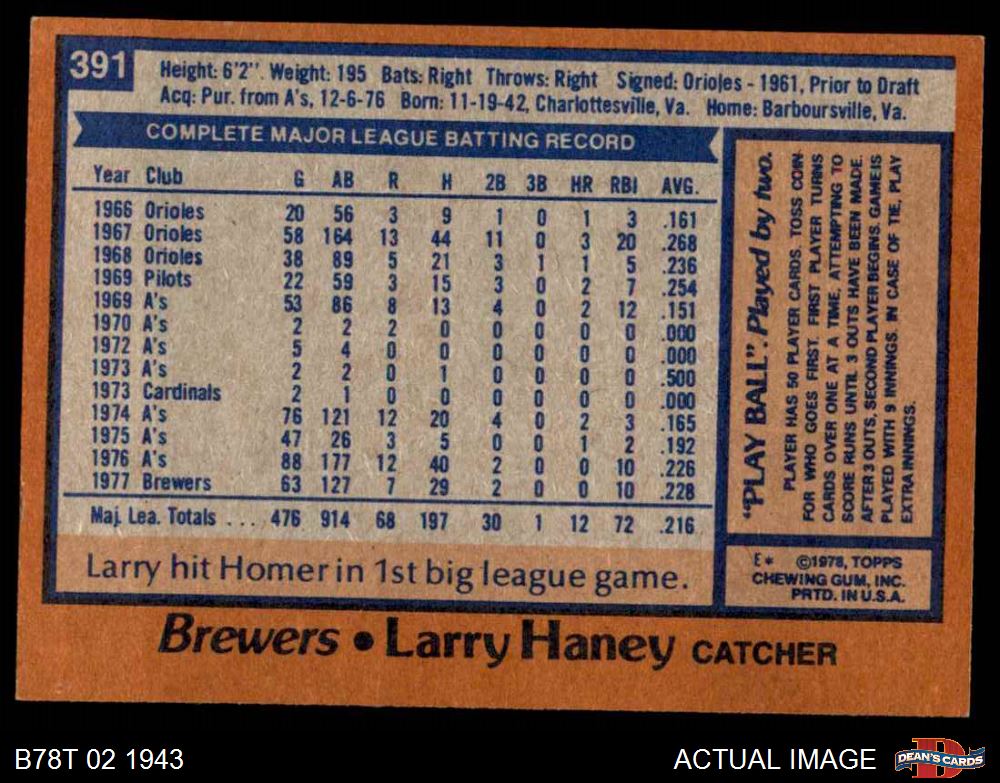 391
Height: 6'2". Weight: 195 Bats: Right Throws: Right Signed: Orioles - 1961, Prior to Draft
Acq: Pur. from A's, 12-6-76 Born: 11-19-42, Charlottesville, Va. Home: Barboursville, Va.
COMPLETE MAJOR LEAGUE BATTING RECORD
Year Club G AB R H 2B 3B HR RBI AVG.
1966 Orioles 20 56 3 9 1 0 1 3 .161
1967 Orioles 58 164 13 44 11 0 3 20 .268
1968 Orioles 38 89 5 21 3 1 1 5 .236
1969 Pilots 22 59 3 15 3 0 2 7 .254
1969 A's 53 86 8 13 4 0 2 12 .151
1970 A's 2 2 2 0 0 0 0 0 .000
1972 A's 5 4 0 0 0 0 0 0 .000
1973 A's 2 2 0 1 0 0 0 0 .500
1973 Cardinals 2 1 0 0 0 0 0 0 .000
1974 A's 76 121 12 20 4 0 2 3 .165
1975 A's 47 26 3 5 0 0 1 2 .192
1976 A's 88 177 12 40 2 0 0 10 .226
1977 Brewers 63 127 7 29 2 0 0 10 .228
Maj. Lea. Totals ... 476 914 68 197 30 1 12 72 .216
Larry hit Homer in 1st big league game.
"PLAY BALL". Played by two.
PLAYER HAS 50 PLAYER CARDS. TOSS COIN
FOR WHO GOES FIRST. FIRST PLAYER TURNS
CARDS OVER ONE AT A TIME, ATTEMPTING TO
SCORE RUNS UNTIL 3 OUTS HAVE BEEN MADE.
AFTER 3 OUTS, SECOND PLAYER BEGINS. GAME IS
PLAYED WITH 9 INNINGS. IN CASE OF TIE, PLAY
EXTRA INNINGS.
E* ©1978, TOPPS
CHEWING GUM, INC.
PRTD. IN U.S.A.
Brewers • Larry Haney CATCHER
B78T 02 1943
ACTUAL IMAGE
D
DEAN'S CARDS